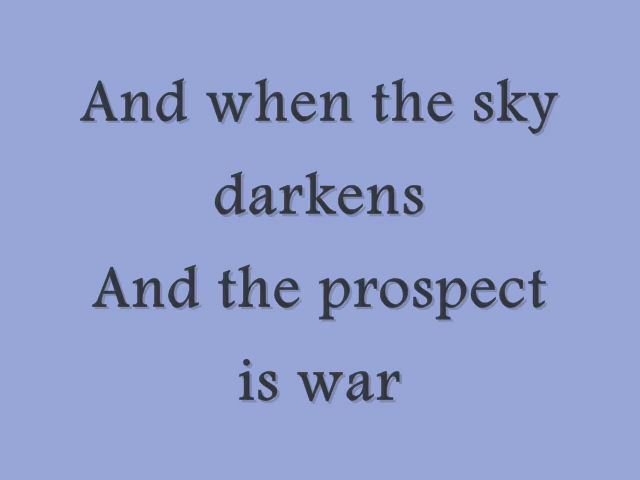 And when the sky
darkens
And the prospect
is war